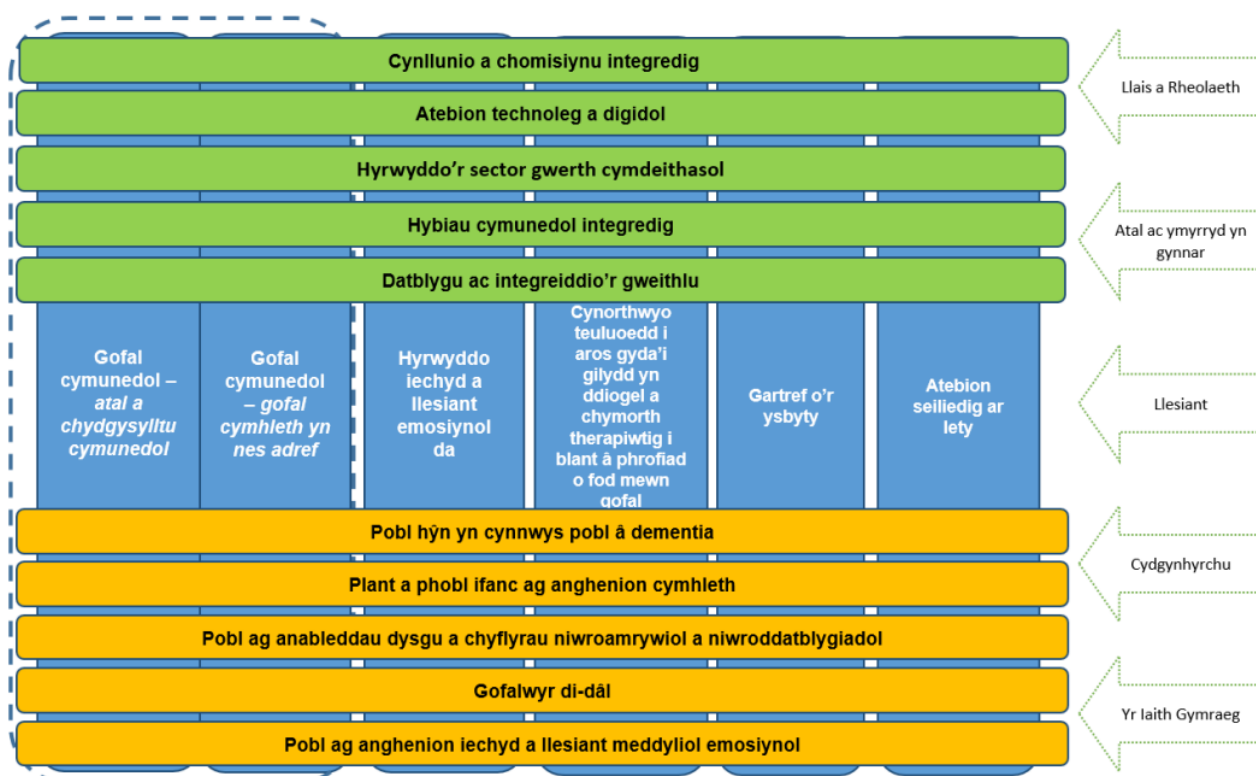 Cynllunio a chomisiynu integredig
Atebion technoleg a digidol
Hyrwyddo’r sector gwerth cymdeithasol
Hybiau cymunedol integredig
Datblygu ac integreiddio’r gweithlu
Gofal
cymunedol –
atal a
chydgysylltu
cymunedol
Gofal
cymunedol
– gofal
cymhleth yn
nes adref
Hyrwyddo
iechyd a
llesiant
emosiynol
da
Cynorthwyo
teuluoedd i
aros gyda’i
gilydd yn
ddiogel a
chymorth
therapiwtig i
blant â phrofiad
o fod mewn
gofal
Gartref o’r
ysbyty
Atebion
seiliedig ar
lety
Pobl hŷn yn cynnwys pobl â dementia
Plant a phobl ifanc ag anghenion cymhleth
Pobl ag anableddau dysgu a chyflyrau niwroamrywiol a niwroddatblygiadol
Gofalwyr di-dâl
Pobl ag anghenion iechyd a llesiant meddyliol emosiynol
Llais a Rheolaeth
Atal ac ymyrryd yn
gynnar
Llesiant
Cydgynhyrchu
Yr Iaith Gymraeg